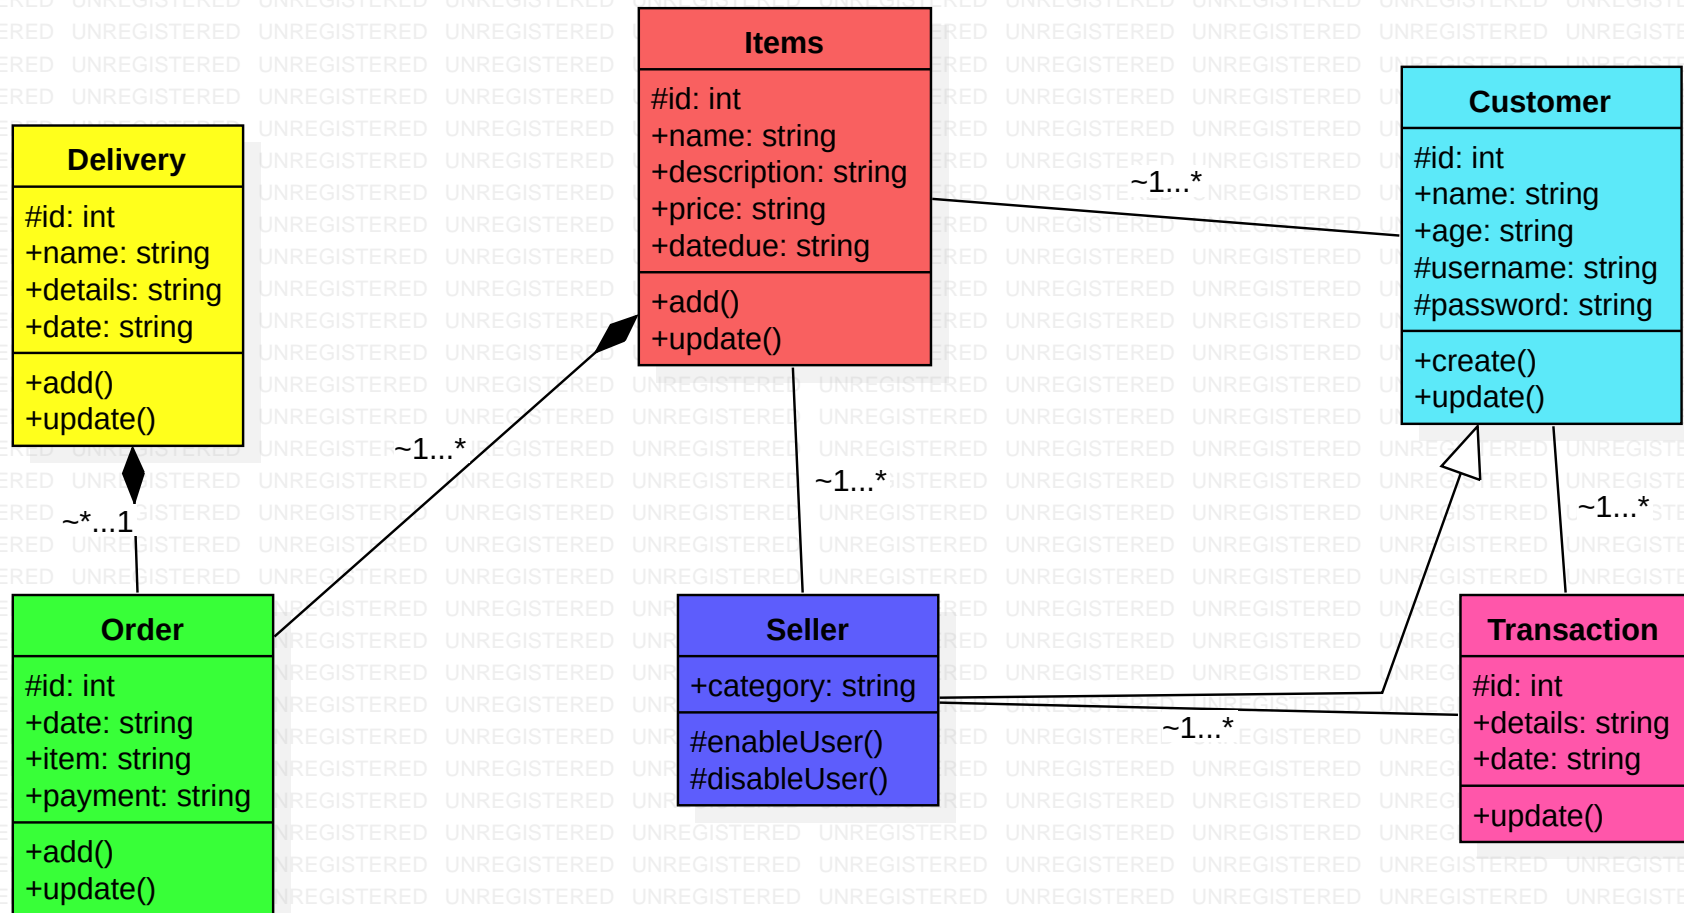 Items
#id: int
+name: string
+description: string
+price: string
+datedue: string
+add()
+update()
Customer
#id: int
+name: string
+age: string
#username: string
#password: string
+create()
+update()
Delivery
#id: int
+name: string
+details: string
+date: string
+add()
+update()
~1...*
~1...*
~1...*
~1...*
~*...1
Order
#id: int
+date: string
+item: string
+payment: string
+add()
+update()
Seller
+category: string
#enableUser()
#disableUser()
~1...*
Transaction
#id: int
+details: string
+date: string
+update()
UNREGISTERED